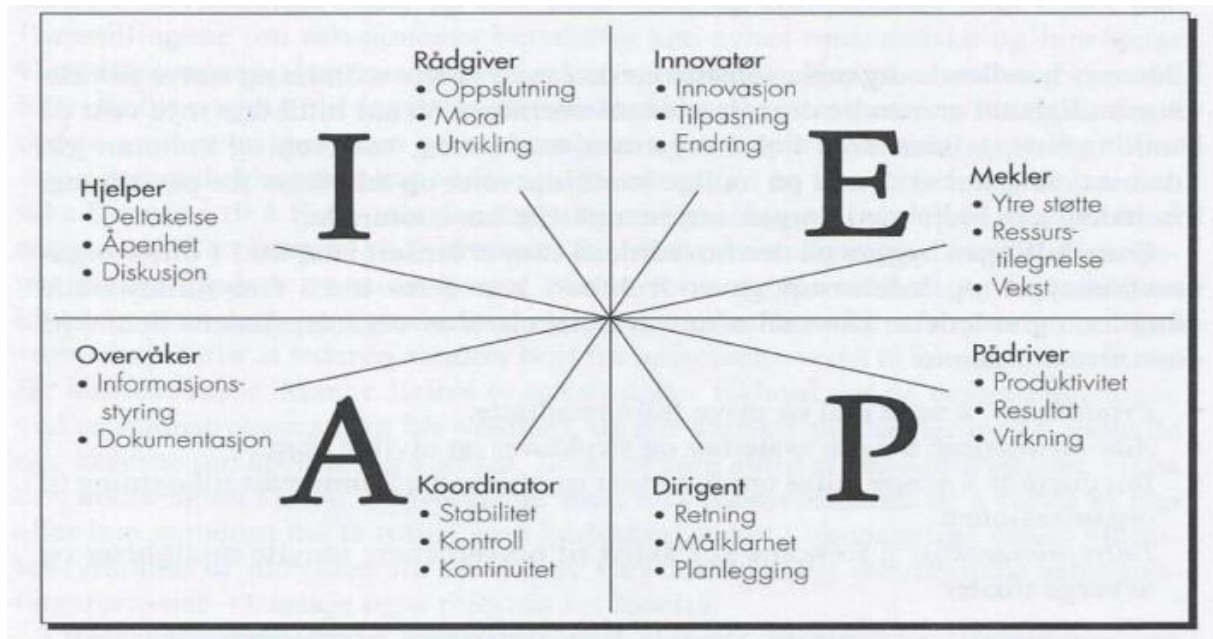 Rådgiver
• Oppslutning
• Moral
• Utvikling
Innovatør
• Innovasjon
• Tilpasning
• Endring
I
E
Hjelper
• Deltakelse
• Åpenhet
• Diskusjon
Mekler
• Ytre støtte
• Ressurs-
tilegnelse
• Vekst
Overvåker
• Informasjons-
styring
• Dokumentasjon
Pådriver
• Produktivitet
• Resultat
• Virkning
A
P
Koordinator
• Stabilitet
• Kontroll
• Kontinuitet
Dirigent
• Retning
• Målklarhet
• Planlegging